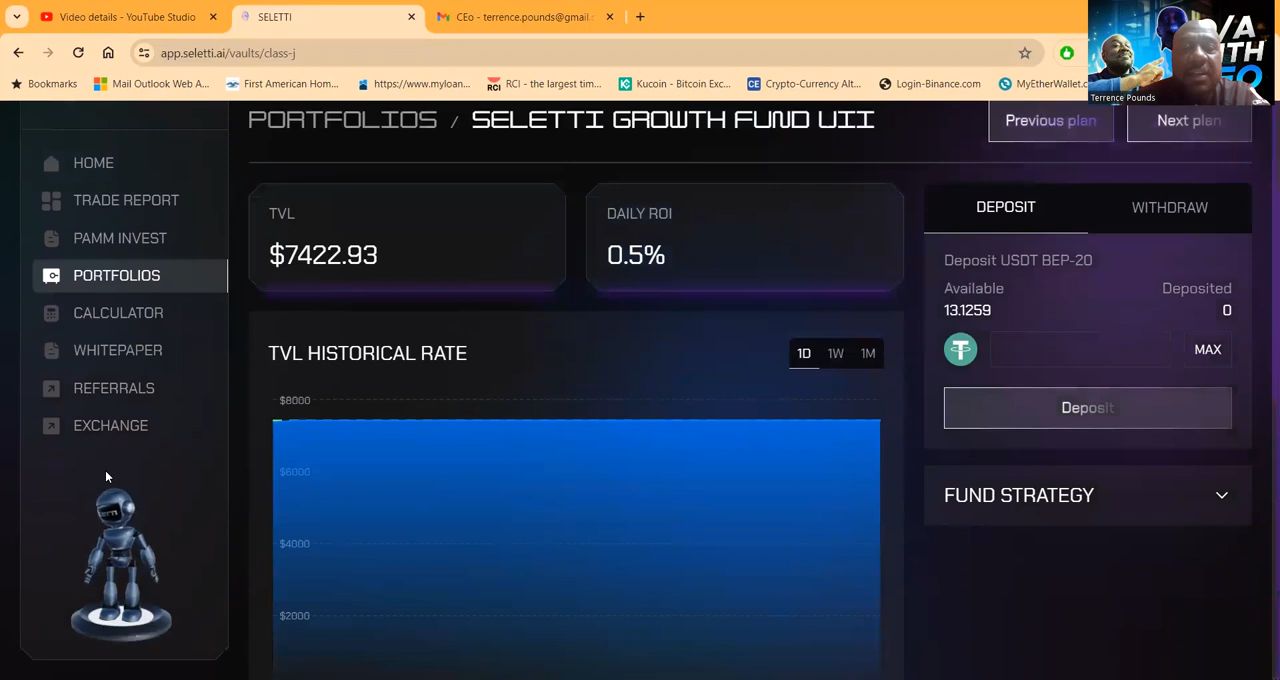 Video details - YouTube Studio
SELETTI
CEo - terrence.pounds@gmail.
app.seletti.ai/vaults/class-j
Bookmarks
Mail Outlook Web A...
First American Hom...
https://www.myloan...
RCI
RCI - the largest tim...
Kucoin - Bitcoin Exc...
CE
Crypto-Currency Alt...
Login-Binance.com
MyEtherWallet.c
Terrence Pounds
PORTFOLIOS / SELETTI GROWTH FUND VII
Previous plan
Next plan
HOME
TRADE REPORT
PAMM INVEST
PORTFOLIOS
CALCULATOR
WHITEPAPER
REFERRALS
EXCHANGE
TVL
$7422.93
DAILY ROI
0.5%
TVL HISTORICAL RATE
1D 1W 1M
$8000
$6000
$4000
$2000
DEPOSIT
WITHDRAW
Deposit USDT BEP-20
Available
Deposited
13.1259
0
MAX
Deposit
FUND STRATEGY